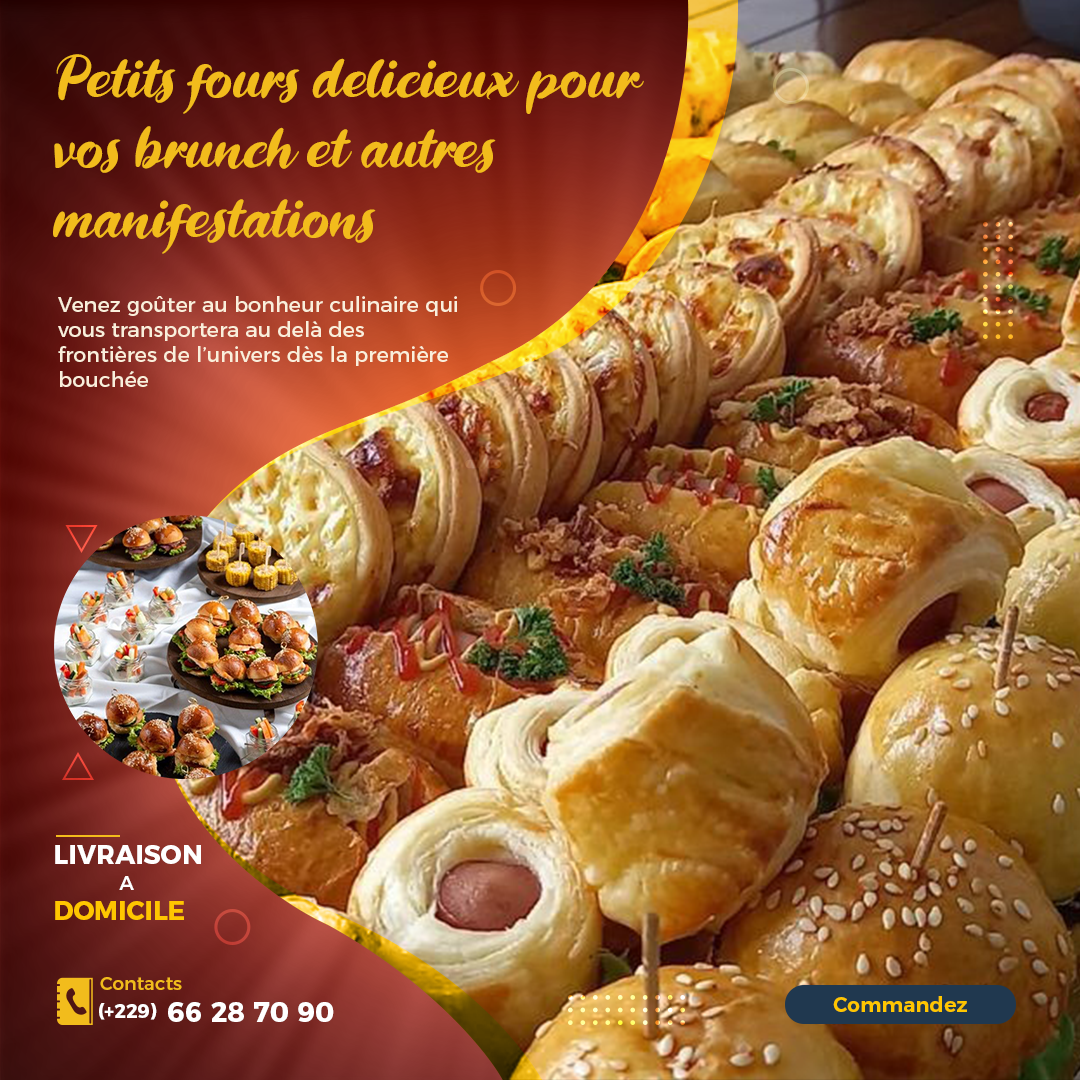 Petits fours delicieux pour
vos brunch et autres
manifestations
Venez goûter au bonheur culinaire qui
vous transportera au delà des
frontières de l'univers dès la première
bouchée
LIVRAISON
A
DOMICILE
Contacts
(+229) 66 28 70 90
Commandez